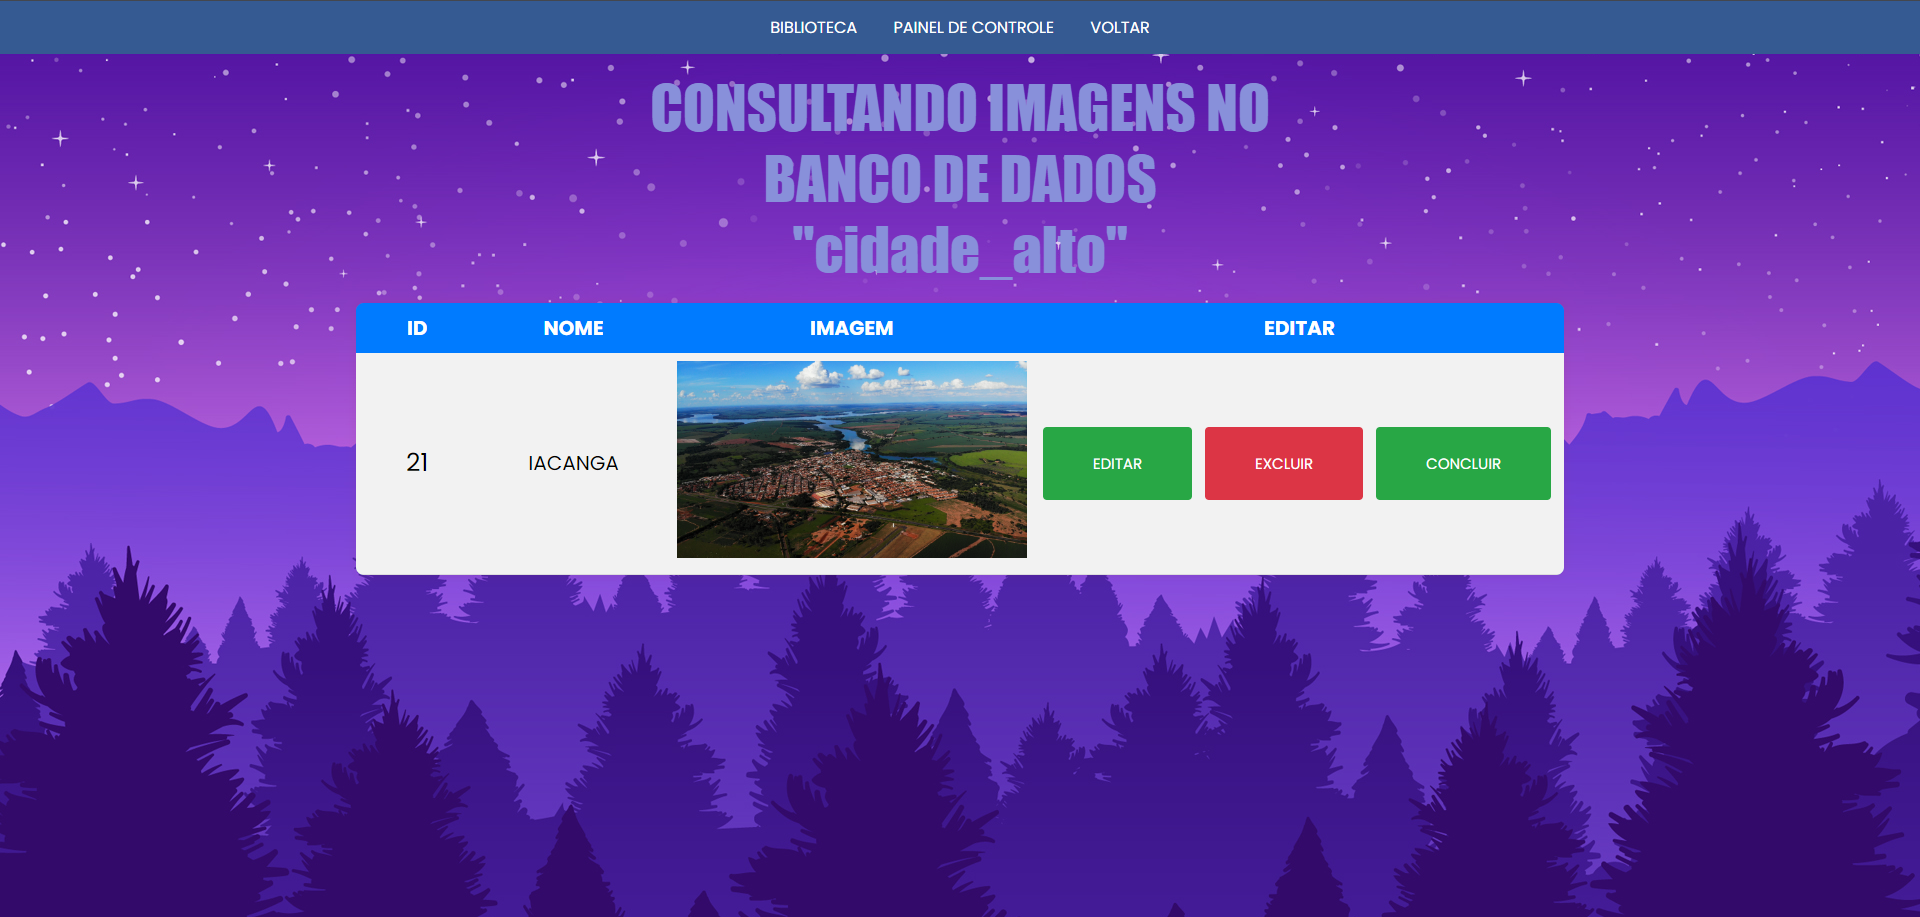 BIBLIOTECA PAINEL DE CONTROLE VOLTAR
CONSULTANDO IMAGENS NO
BANCO DE DADOS
"cidade_alto"
ID NOME IMAGEM EDITAR
21 IACANGA EDITAR EXCLUIR CONCLUIR